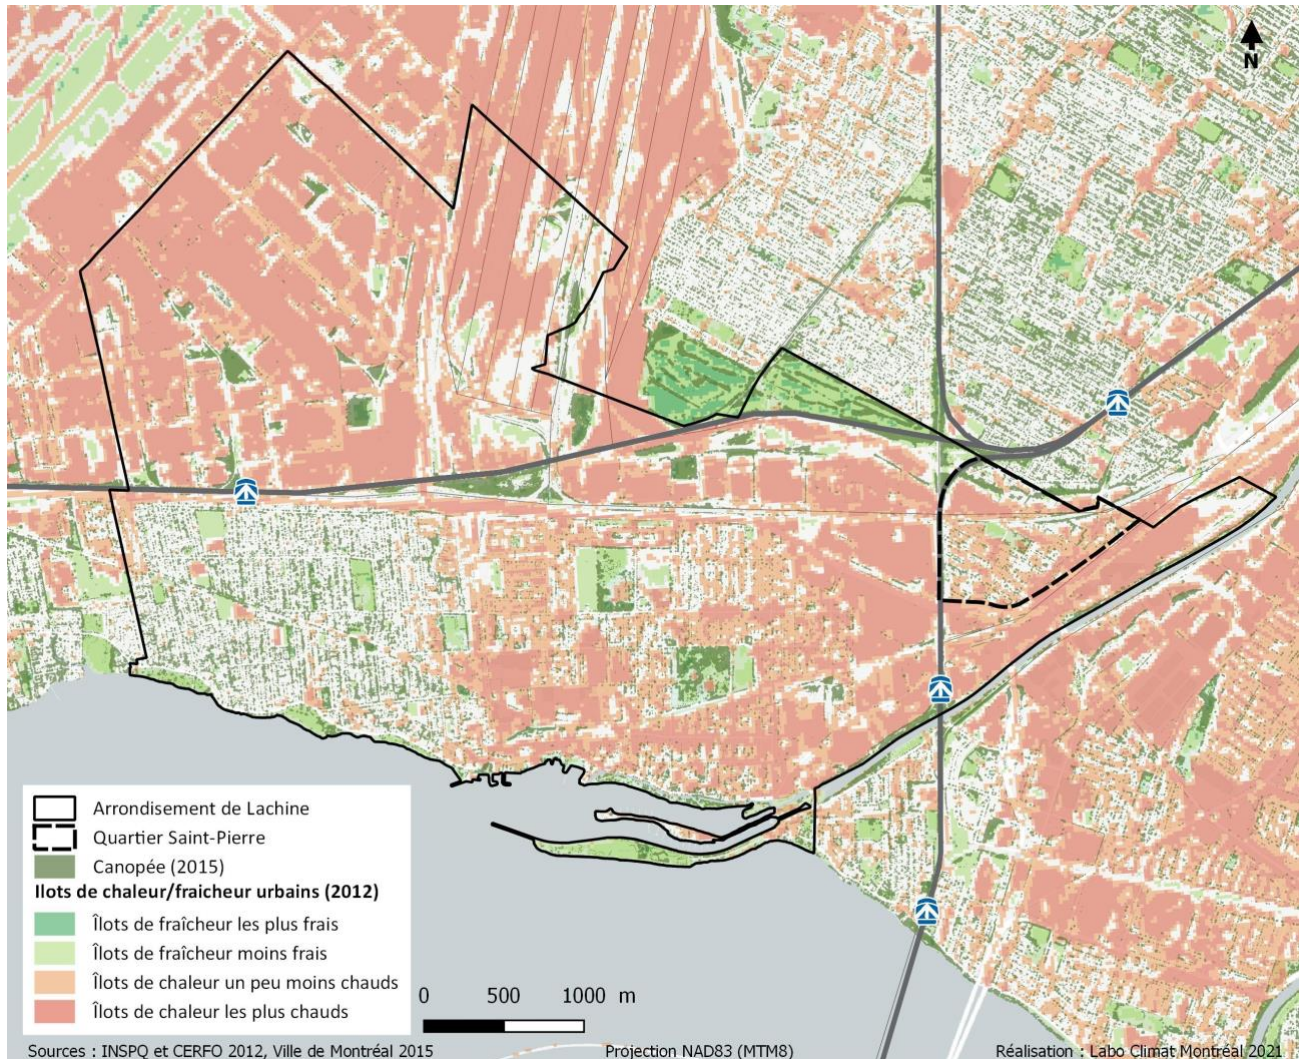 N
Arrondisement de Lachine
Quartier Saint-Pierre
Canopée (2015)
Ilots de chaleur/fraicheur urbains (2012)
Îlots de fraîcheur les plus frais
Îlots de fraîcheur moins frais
Îlots de chaleur un peu moins chauds
Îlots de chaleur les plus chauds
0 500 1000 m
Sources : INSPQ et CERFO 2012, Ville de Montréal 2015 Projection NAD83 (MTM8) Réalisation : Labo Climat Montréal 2021